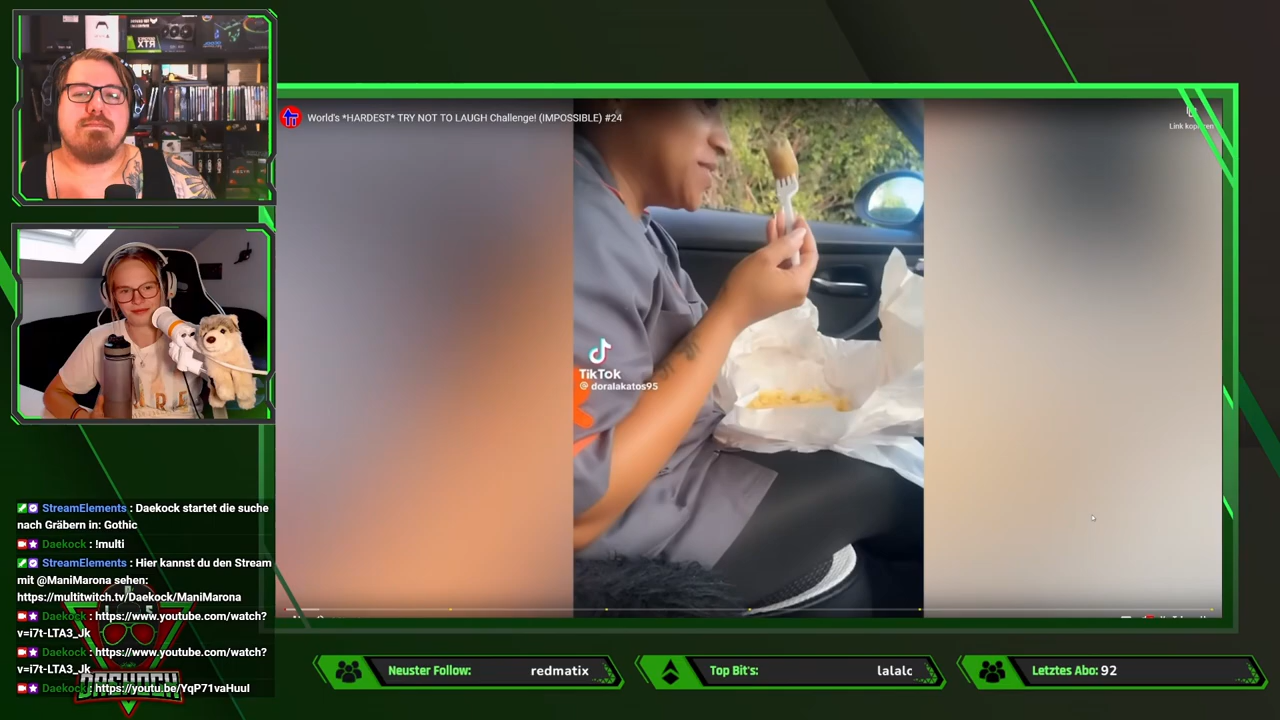 World's *HARDEST* TRY NOT TO LAUGH Challenge! (IMPOSSIBLE) #24
TikTok
@ doralakatos95
StreamElements : Daekock startet die suche
nach Gräbern in: Gothic
Daekock : !multi
StreamElements : Hier kannst du den Stream
mit @ManiMarona sehen:
https://multitwitch.tv/Daekock/ManiMarona
Daekock : https://www.youtube.com/watch?
v=i7t-LTA3_Jk
Daekock : https://www.youtube.com/watch?
v=i7t-LTA3_Jk
Daekock : https://youtu.be/YqP71vaHuuI
Neuster Follow: redmatix
Top Bit's: lalalc
Letztes Abo: 92